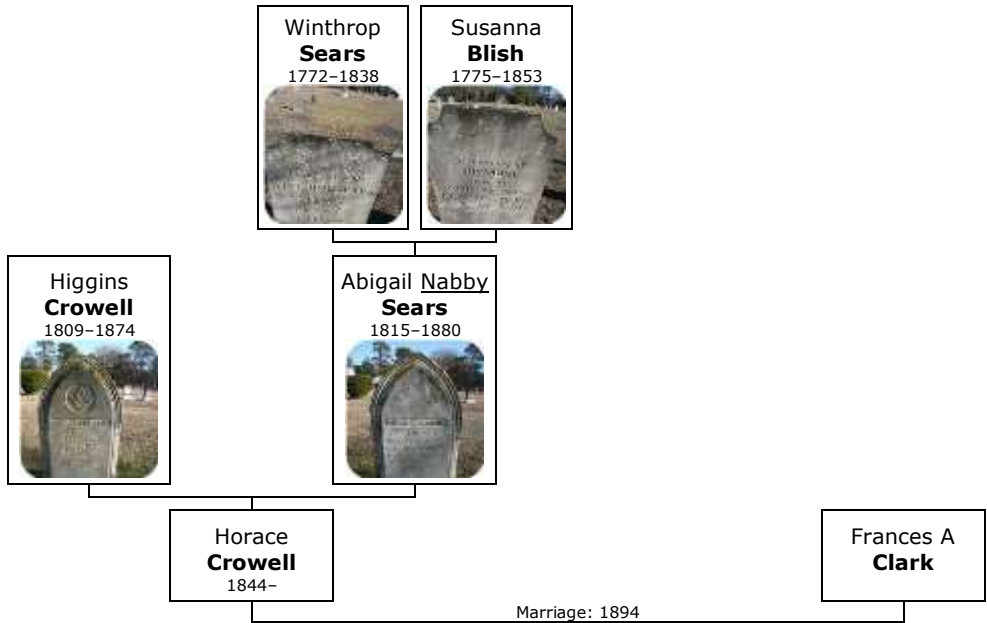 Winthrop
Sears
1772–1838
Susanna
Blish
1775–1853
Higgins
Crowell
1809–1874
Abigail Nabby
Sears
1815–1880
Horace
Crowell
1844–
Frances A
Clark
Marriage: 1894